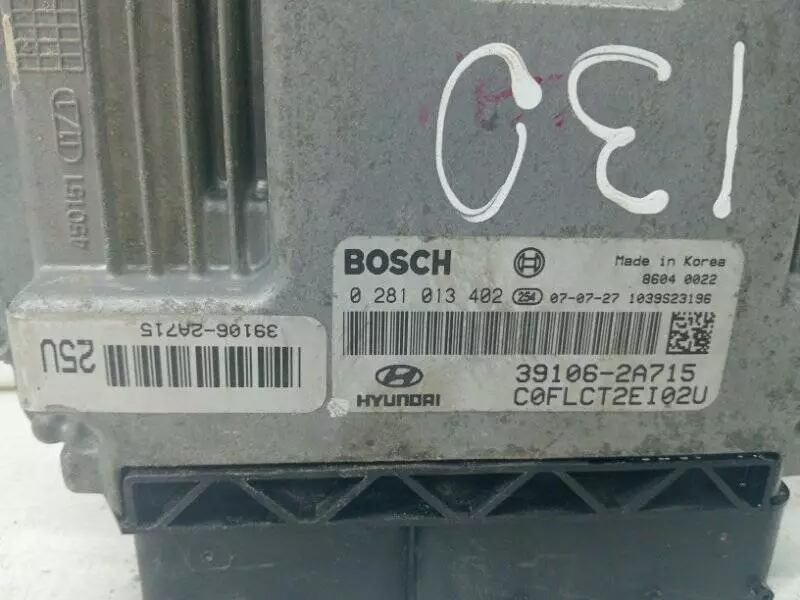 I30
450151 IZI
BOSCH
Made in Korea
8604 0022
0 281 013 402 254 07-07-27 1039S23196
39106-2A715
HYUNDAI
C0FLCT2EI02U
39106-2A715
25U